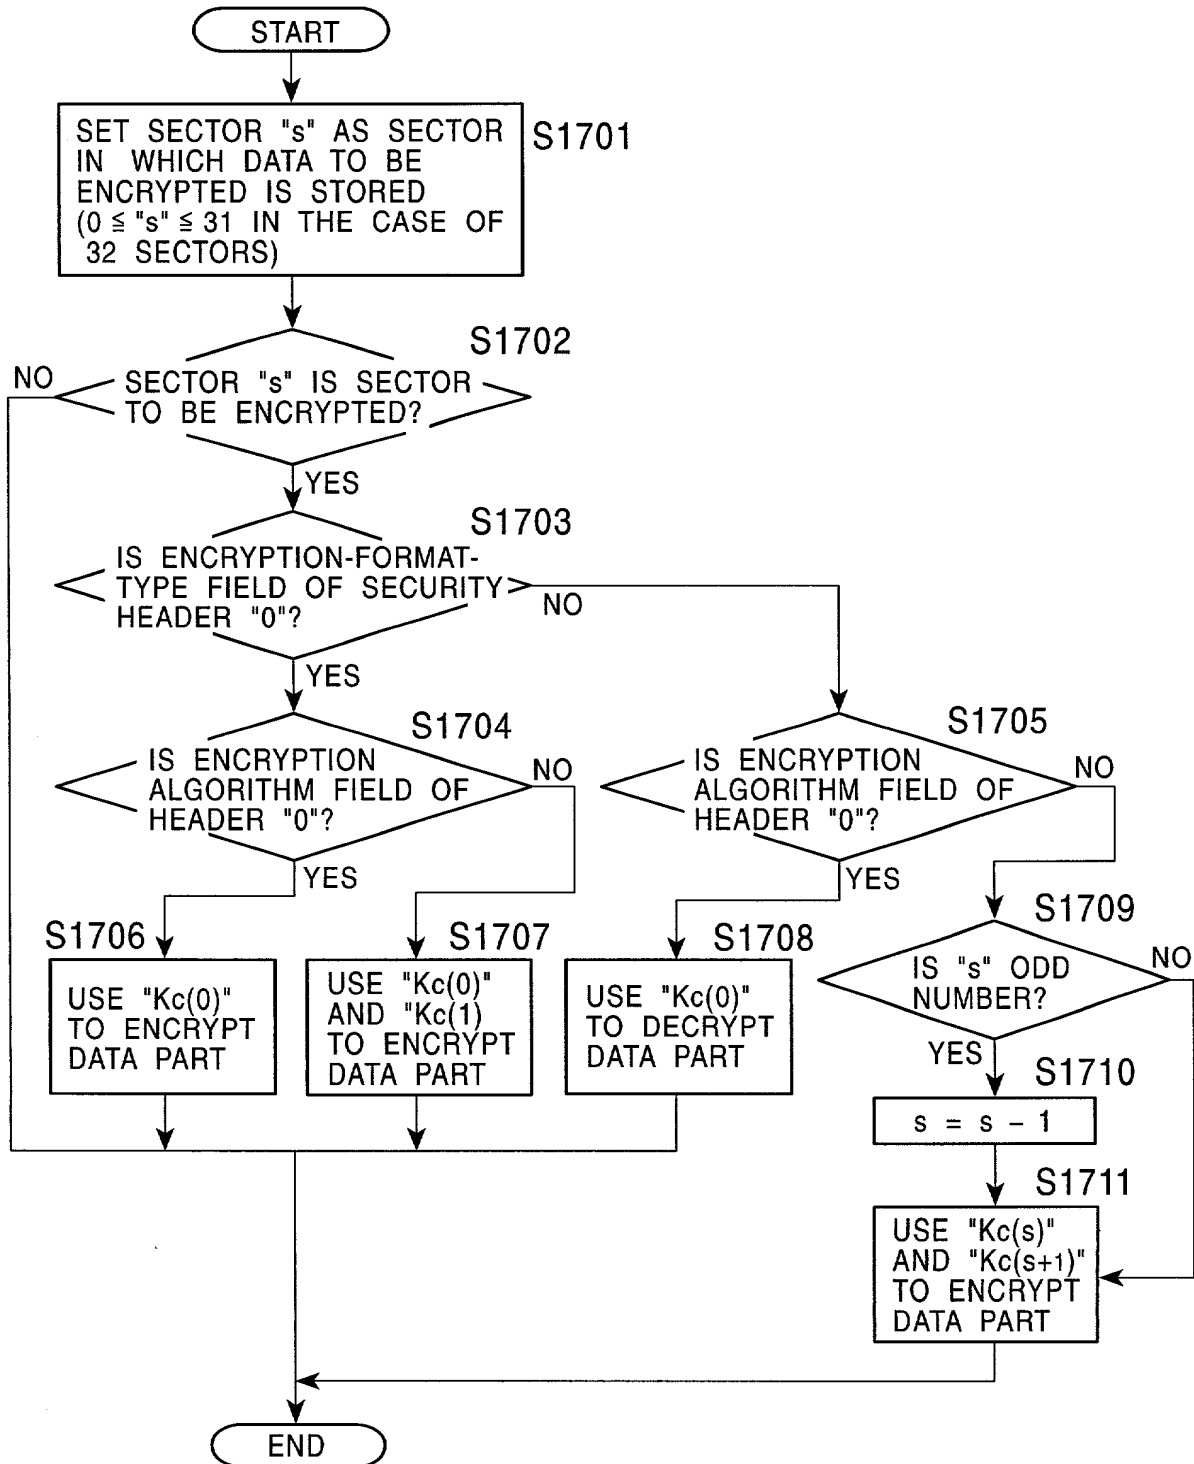 START
SET SECTOR "s" AS SECTOR
IN WHICH DATA TO BE
ENCRYPTED IS STORED
(0 ≦ "s" ≦ 31 IN THE CASE OF
32 SECTORS)
S1701
S1702
SECTOR "s" IS SECTOR
TO BE ENCRYPTED?
NO
YES
S1703
IS ENCRYPTION-FORMAT-
TYPE FIELD OF SECURITY
HEADER "0"?
NO
YES
S1704
IS ENCRYPTION
ALGORITHM FIELD OF
HEADER "0"?
NO
YES
S1705
IS ENCRYPTION
ALGORITHM FIELD OF
HEADER "0"?
NO
YES
S1706
USE "Kc(0)"
TO ENCRYPT
DATA PART
S1707
USE "Kc(0)"
AND "Kc(1)
TO ENCRYPT
DATA PART
S1708
USE "Kc(0)"
TO DECRYPT
DATA PART
S1709
IS "s" ODD
NUMBER?
NO
YES
S1710
s = s - 1
S1711
USE "Kc(s)"
AND "Kc(s+1)"
TO ENCRYPT
DATA PART
END